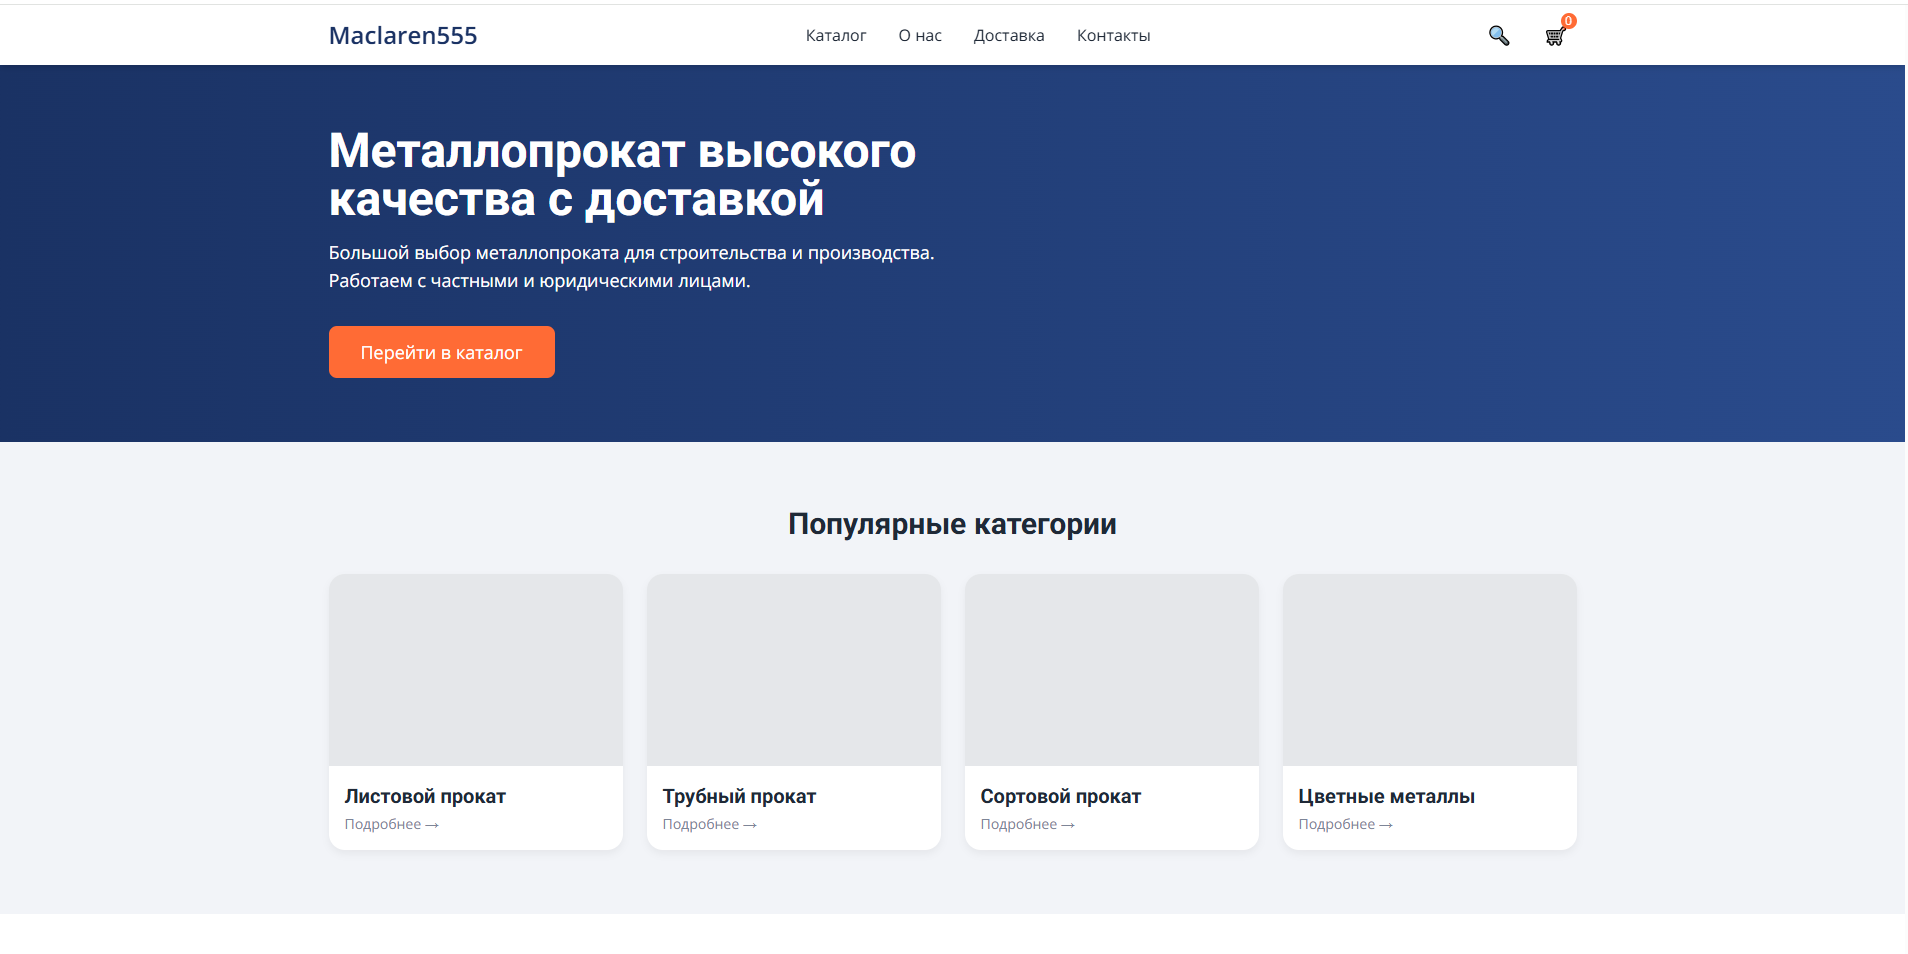 Maclaren555
Каталог О нас Доставка Контакты
0
Металлопрокат высокого
качества с доставкой
Большой выбор металлопроката для строительства и производства.
Работаем с частными и юридическими лицами.
Перейти в каталог
Популярные категории
Листовой прокат
Подробнее →
Трубный прокат
Подробнее →
Сортовой прокат
Подробнее →
Цветные металлы
Подробнее →